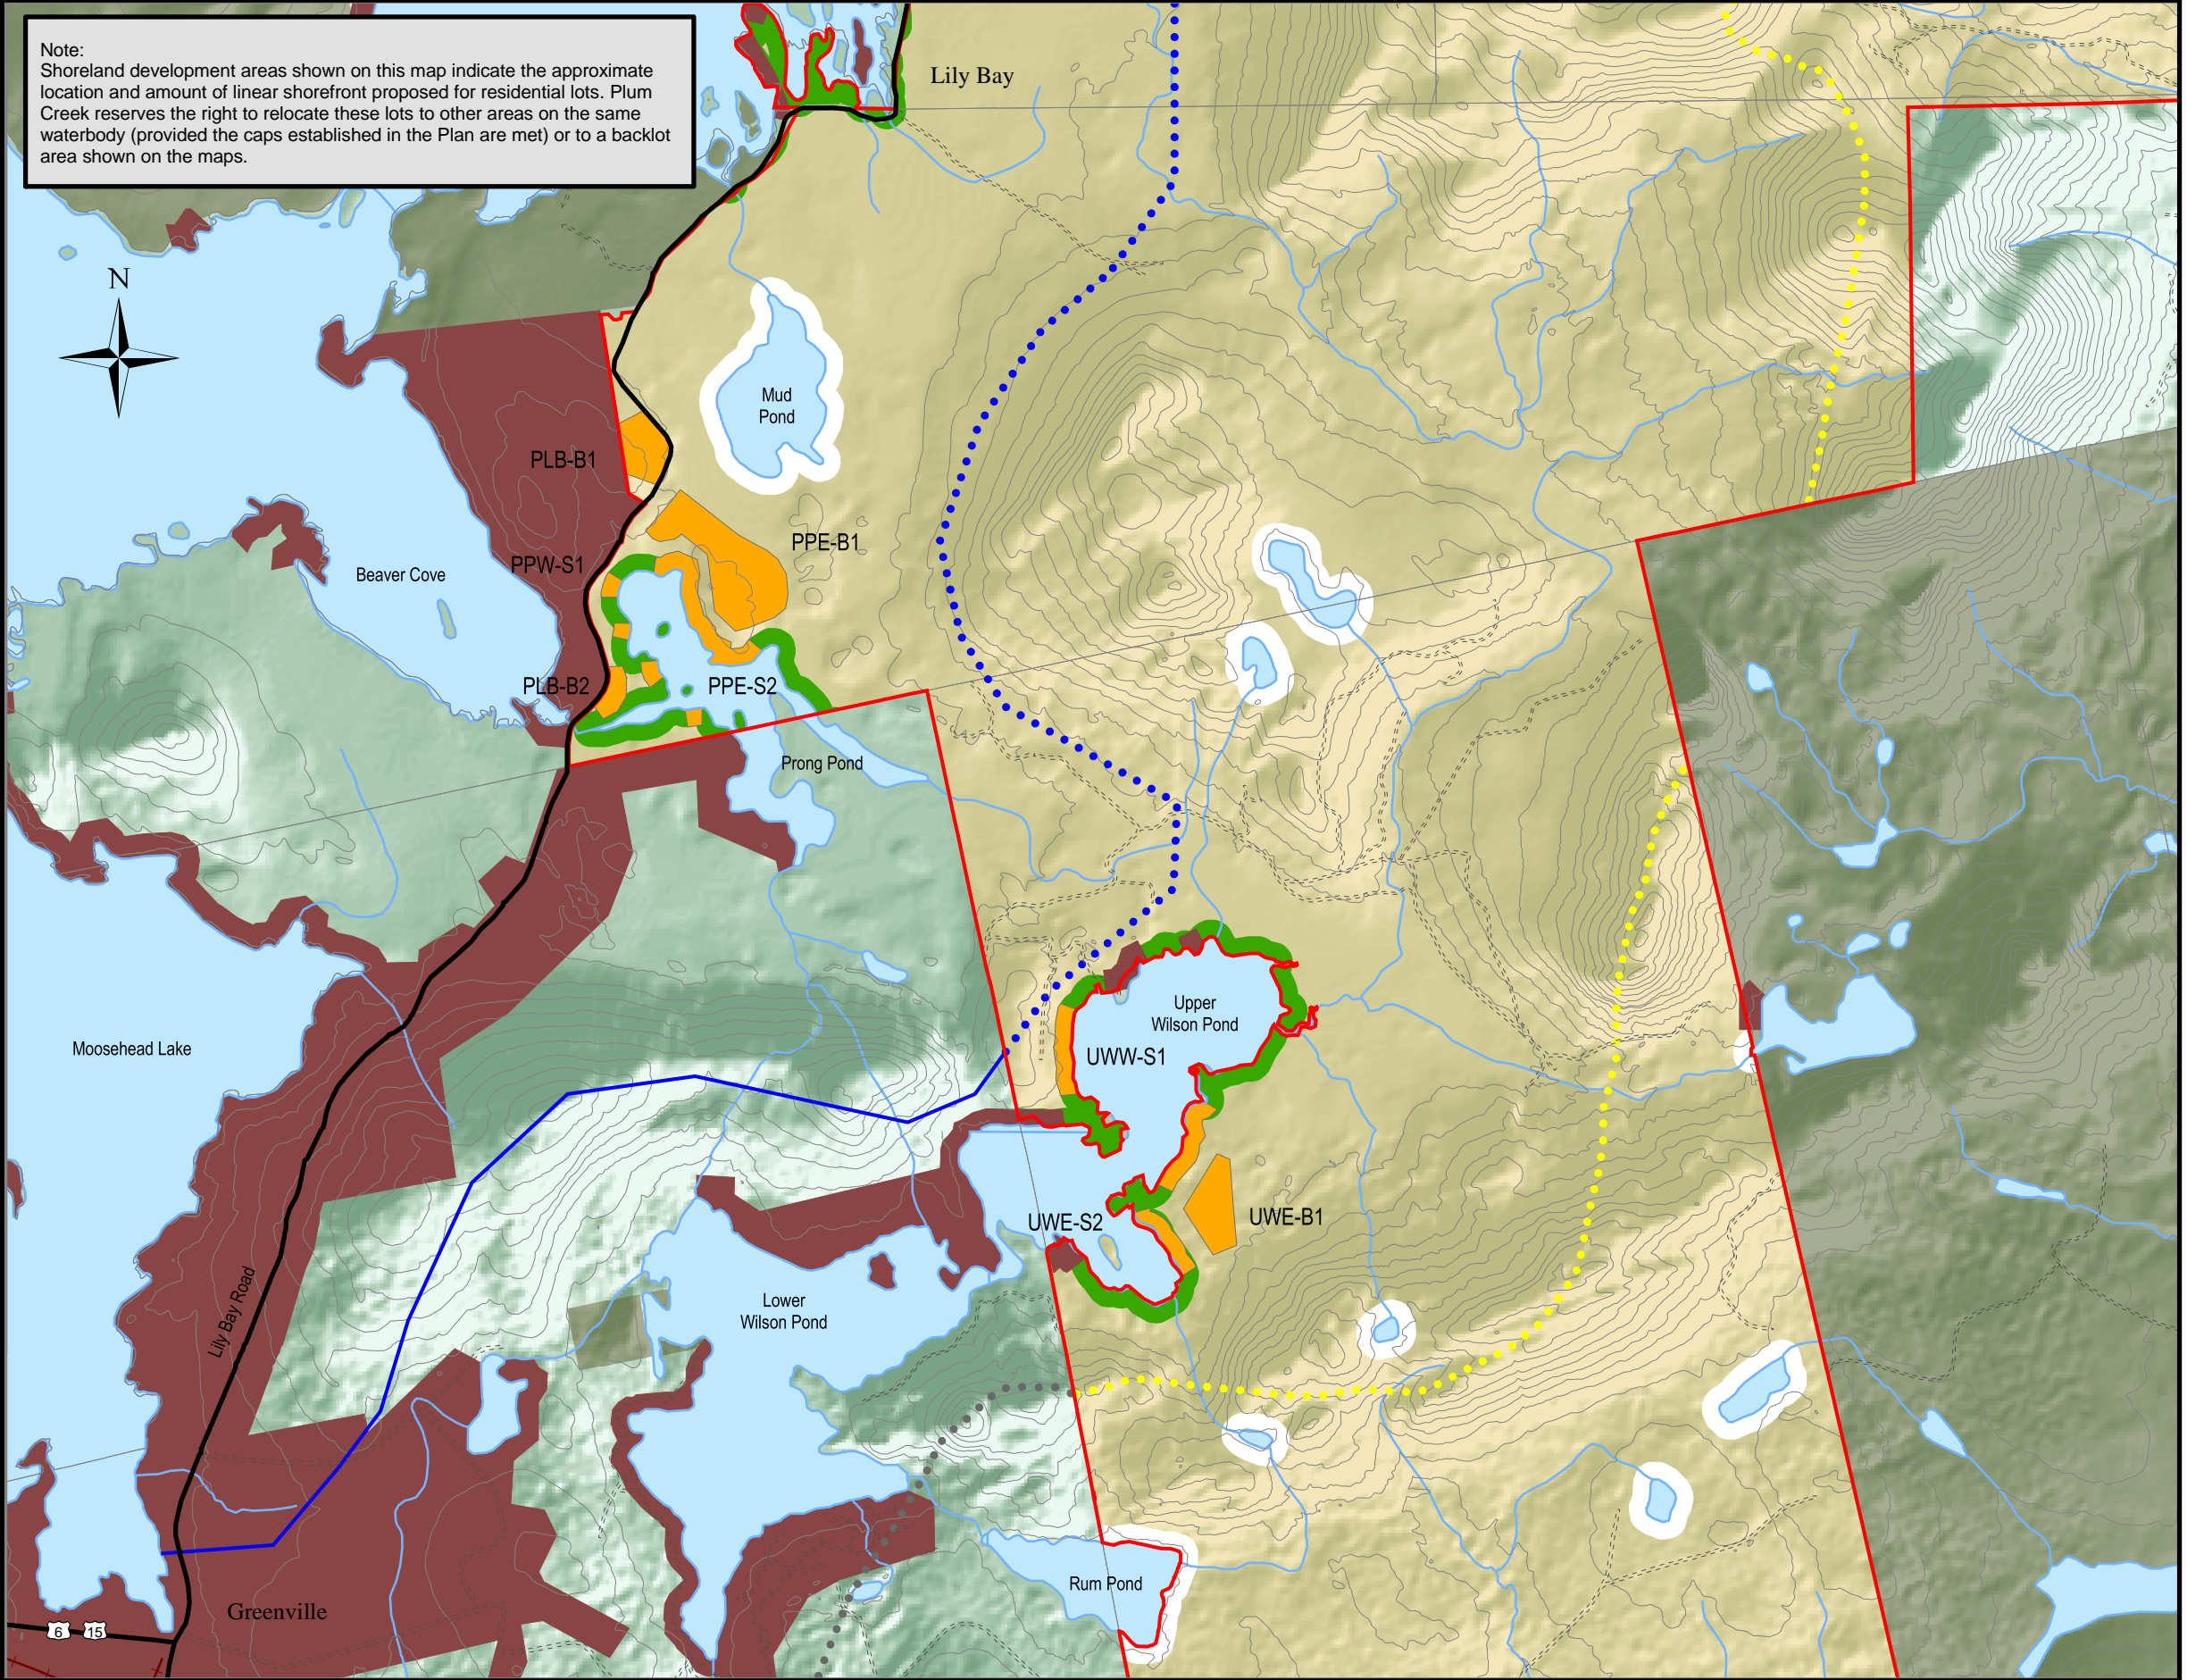 Note:
Shoreland development areas shown on this map indicate the approximate
location and amount of linear shorefront proposed for residential lots. Plum
Creek reserves the right to relocate these lots to other areas on the same
waterbody (provided the caps established in the Plan are met) or to a backlot
area shown on the maps.
Lily Bay
N
Mud
Pond
PLB-B1
PPE-B1
PPW-S1
Beaver Cove
PLB-B2
PPE-S2
Prong Pond
Upper
Wilson Pond
Moosehead Lake
UWW-S1
UWE-S2
UWE-B1
Lily Bay Road
Lower
Wilson Pond
Rum Pond
Greenville
6 15